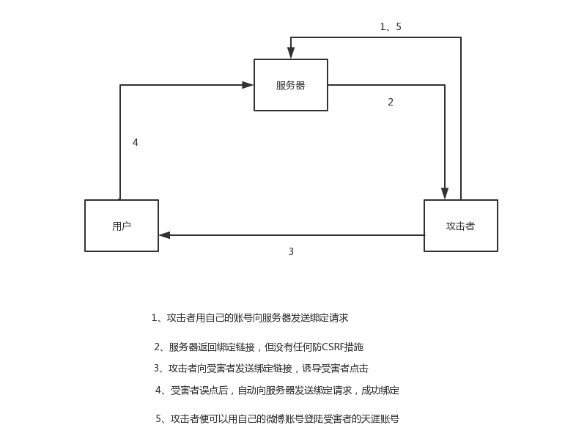 1、5
服务器
2
4
用户
攻击者
3
1、攻击者用自己的账号向服务器发送绑定请求
2、服务器返回绑定链接，但没有任何防CSRF措施
3、攻击者向受害者发送绑定链接，诱导受害者点击
4、受害者误点后，自动向服务器发送绑定请求，成功绑定
5、攻击者便可以用自己的微博账号登陆受害者的天涯账号